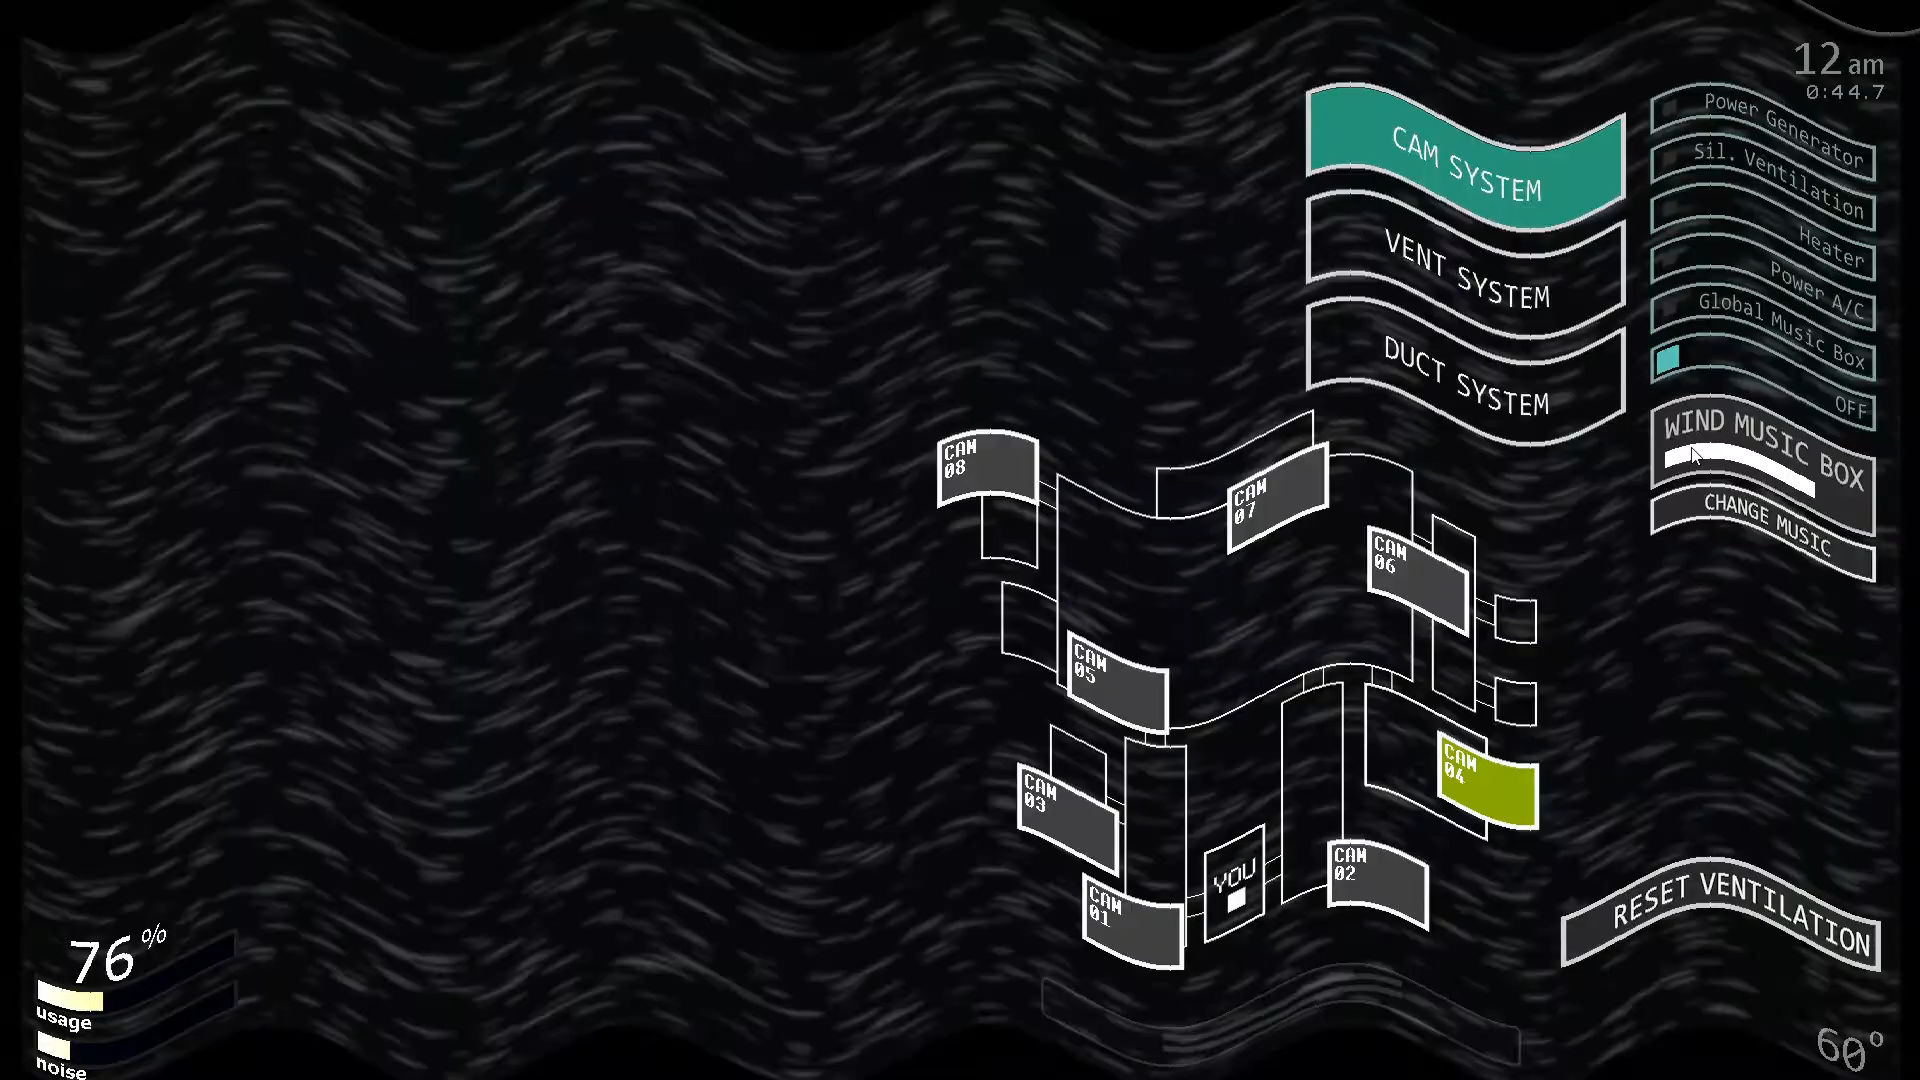 12 am
0:44.7
Power Generator
Sil. Ventilation
Heater
Power A/C
Global Music Box
OFF
WIND MUSIC BOX
CHANGE MUSIC
CAM SYSTEM
VENT SYSTEM
DUCT SYSTEM
CAM
08
CAM
07
CAM
06
CAM
05
CAM
04
CAM
03
CAM
02
CAM
01
YOU
RESET VENTILATION
76%
usage
noise
60°